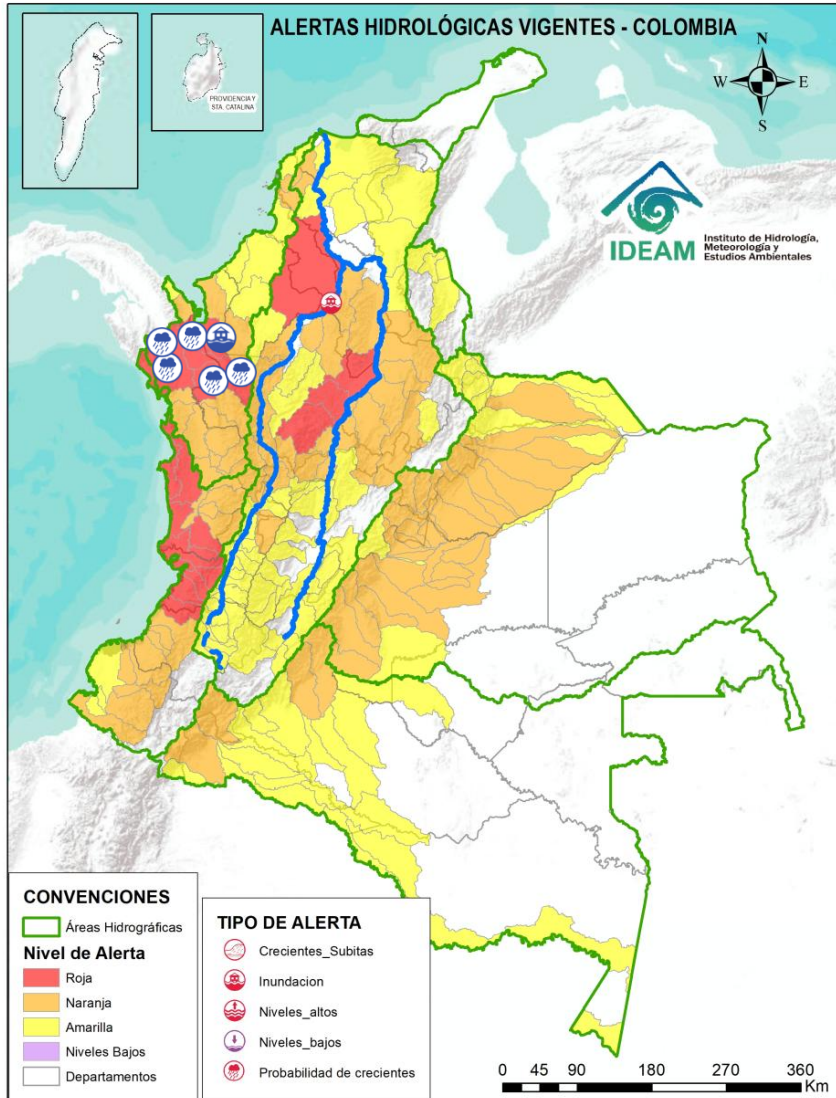 ALERTAS HIDROLÓGICAS VIGENTES - COLOMBIA
PROVIDENCIA Y
STA. CATALINA
N
W
E
S
IDEAM
Instituto de Hidrología,
Meteorología y
Estudios Ambientales
CONVENCIONES
Áreas Hidrográficas
Nivel de Alerta
Roja
Naranja
Amarilla
Niveles Bajos
Departamentos
TIPO DE ALERTA
Crecientes_Subitas
Inundacion
Niveles_altos
Niveles_bajos
Probabilidad de crecientes
0 45 90 180 270 360
Km